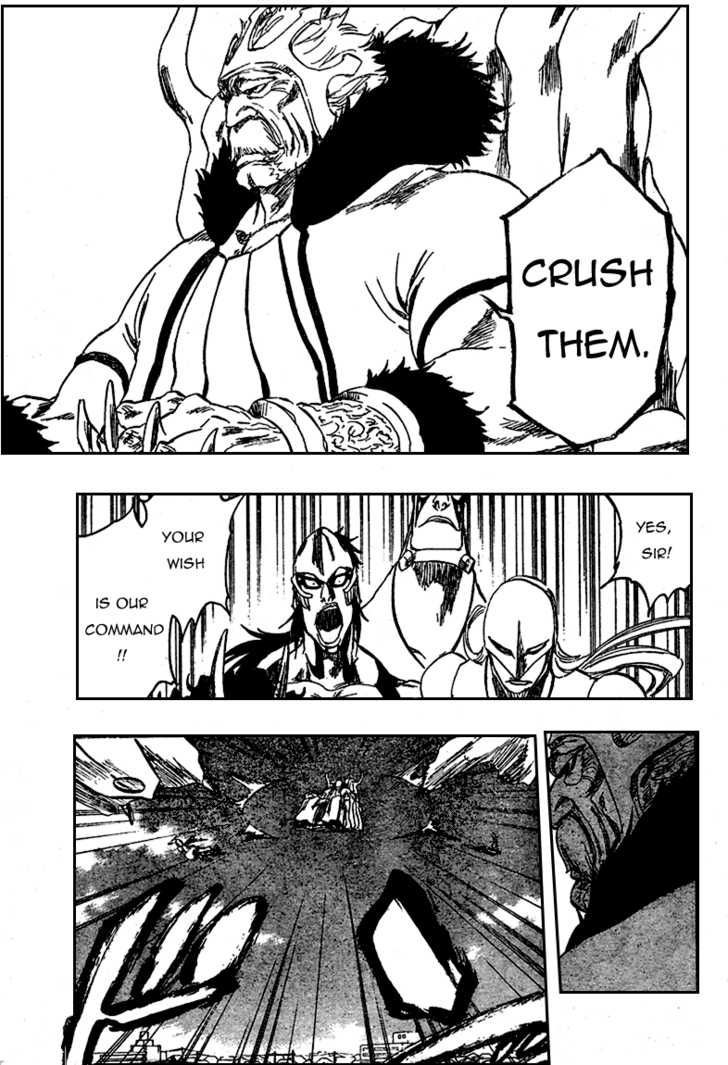 CRUSH
THEM.
YES,
SIR!
YOUR
WISH
IS OUR
COMMAND
!!